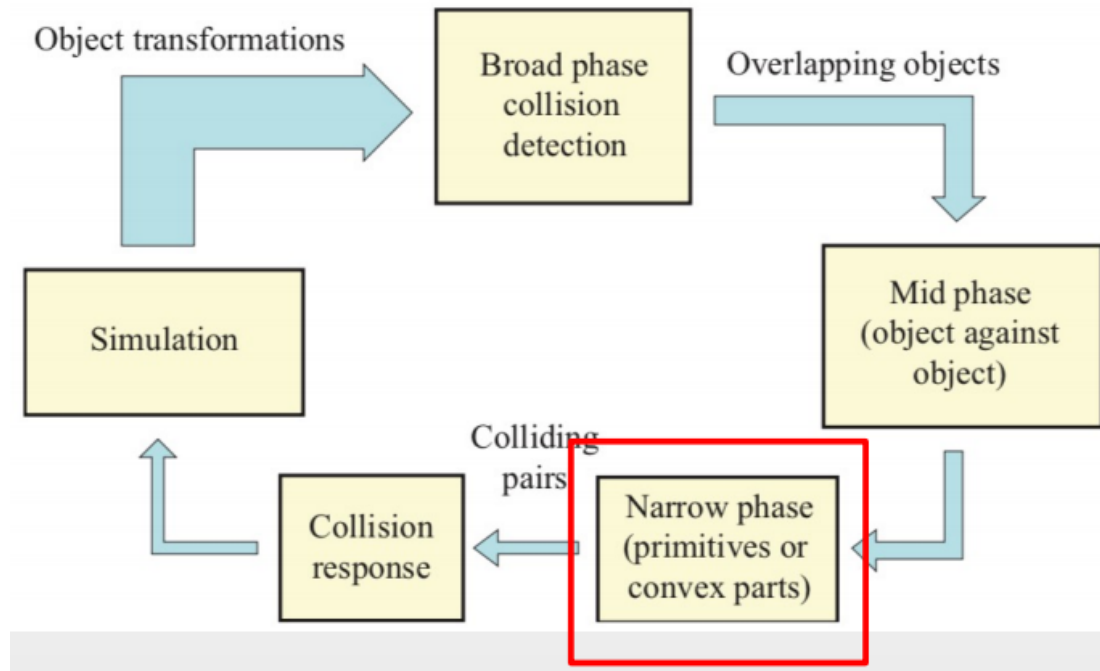 Object transformations
Broad phase
collision
detection
Overlapping objects
Mid phase
(object against
object)
Simulation
Colliding
pairs
Narrow phase
(primitives or
convex parts)
Collision
response